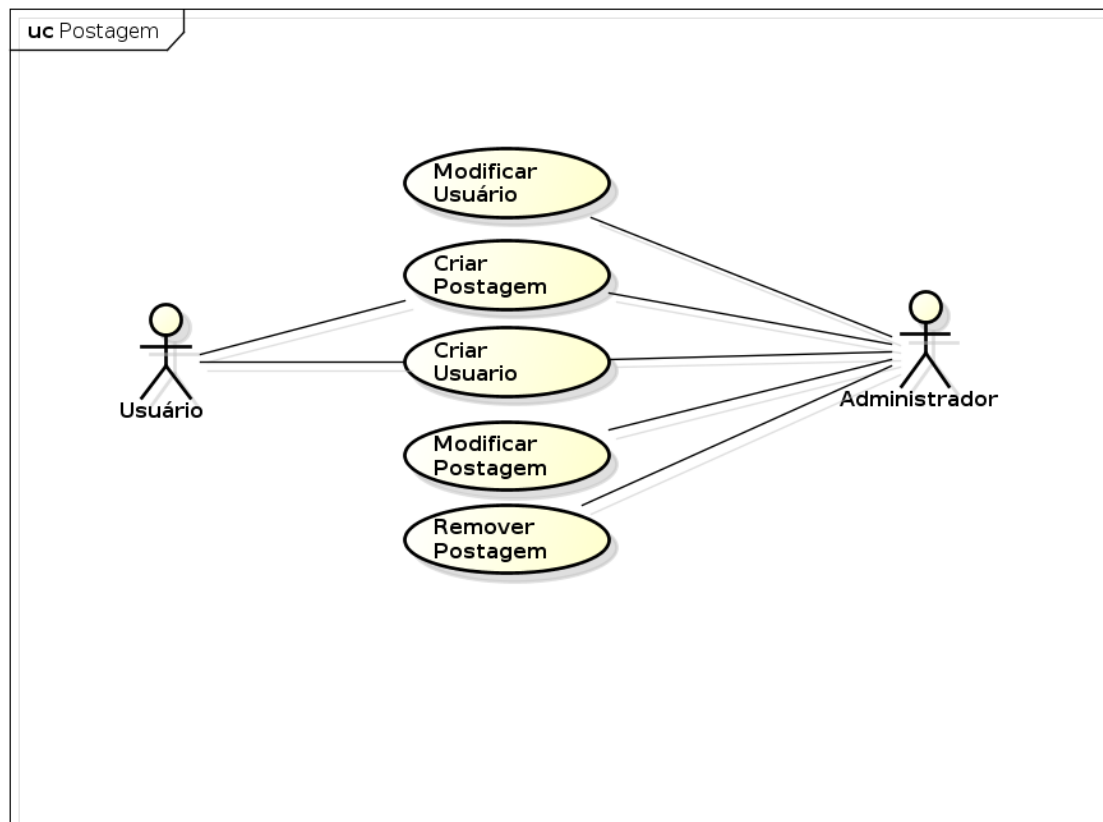 uc Postagem
Modificar
Usuário
Criar
Postagem
Criar
Usuario
Usuário
Administrador
Modificar
Postagem
Remover
Postagem